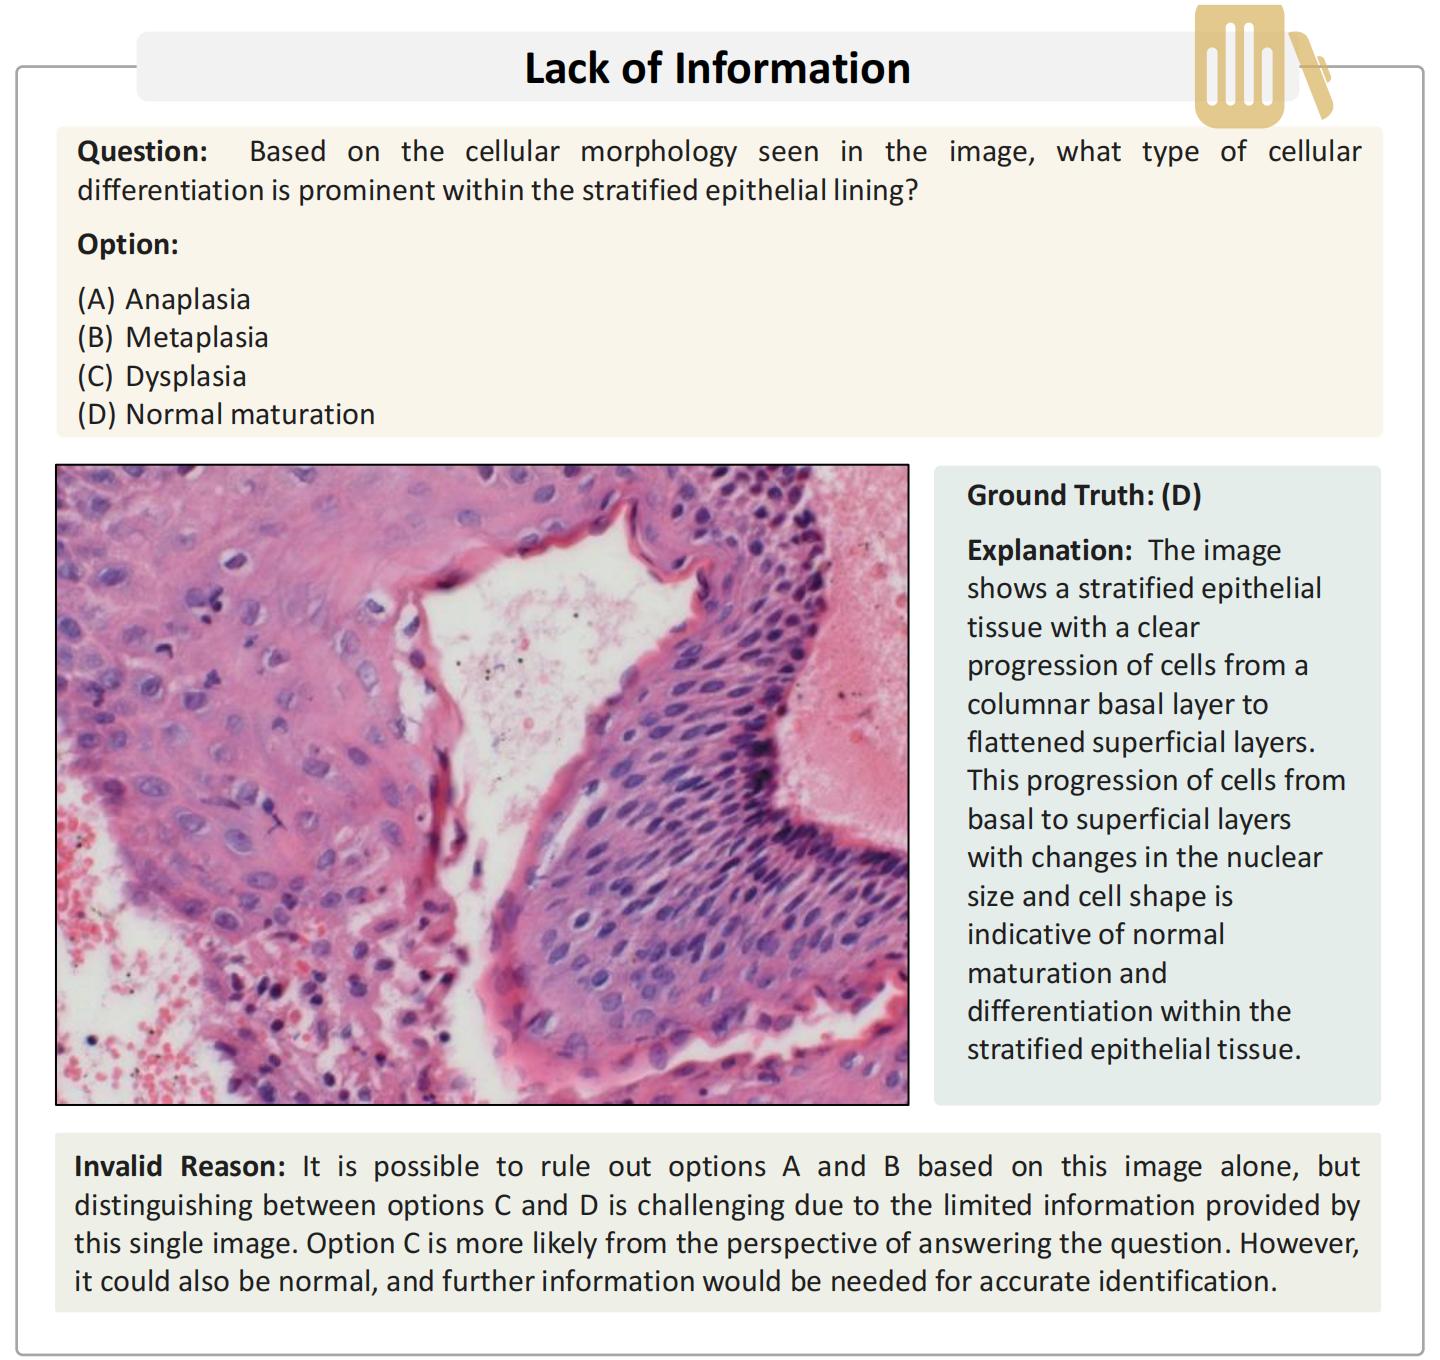 Lack of Information
Question: Based on the cellular morphology seen in the image, what type of cellular
differentiation is prominent within the stratified epithelial lining?
Option:
(A) Anaplasia
(B) Metaplasia
(C) Dysplasia
(D) Normal maturation
Ground Truth: (D)
Explanation: The image
shows a stratified epithelial
tissue with a clear
progression of cells from a
columnar basal layer to
flattened superficial layers.
This progression of cells from
basal to superficial layers
with changes in the nuclear
size and cell shape is
indicative of normal
maturation and
differentiation within the
stratified epithelial tissue.
Invalid Reason: It is possible to rule out options A and B based on this image alone, but
distinguishing between options C and D is challenging due to the limited information provided by
this single image. Option C is more likely from the perspective of answering the question. However,
it could also be normal, and further information would be needed for accurate identification.